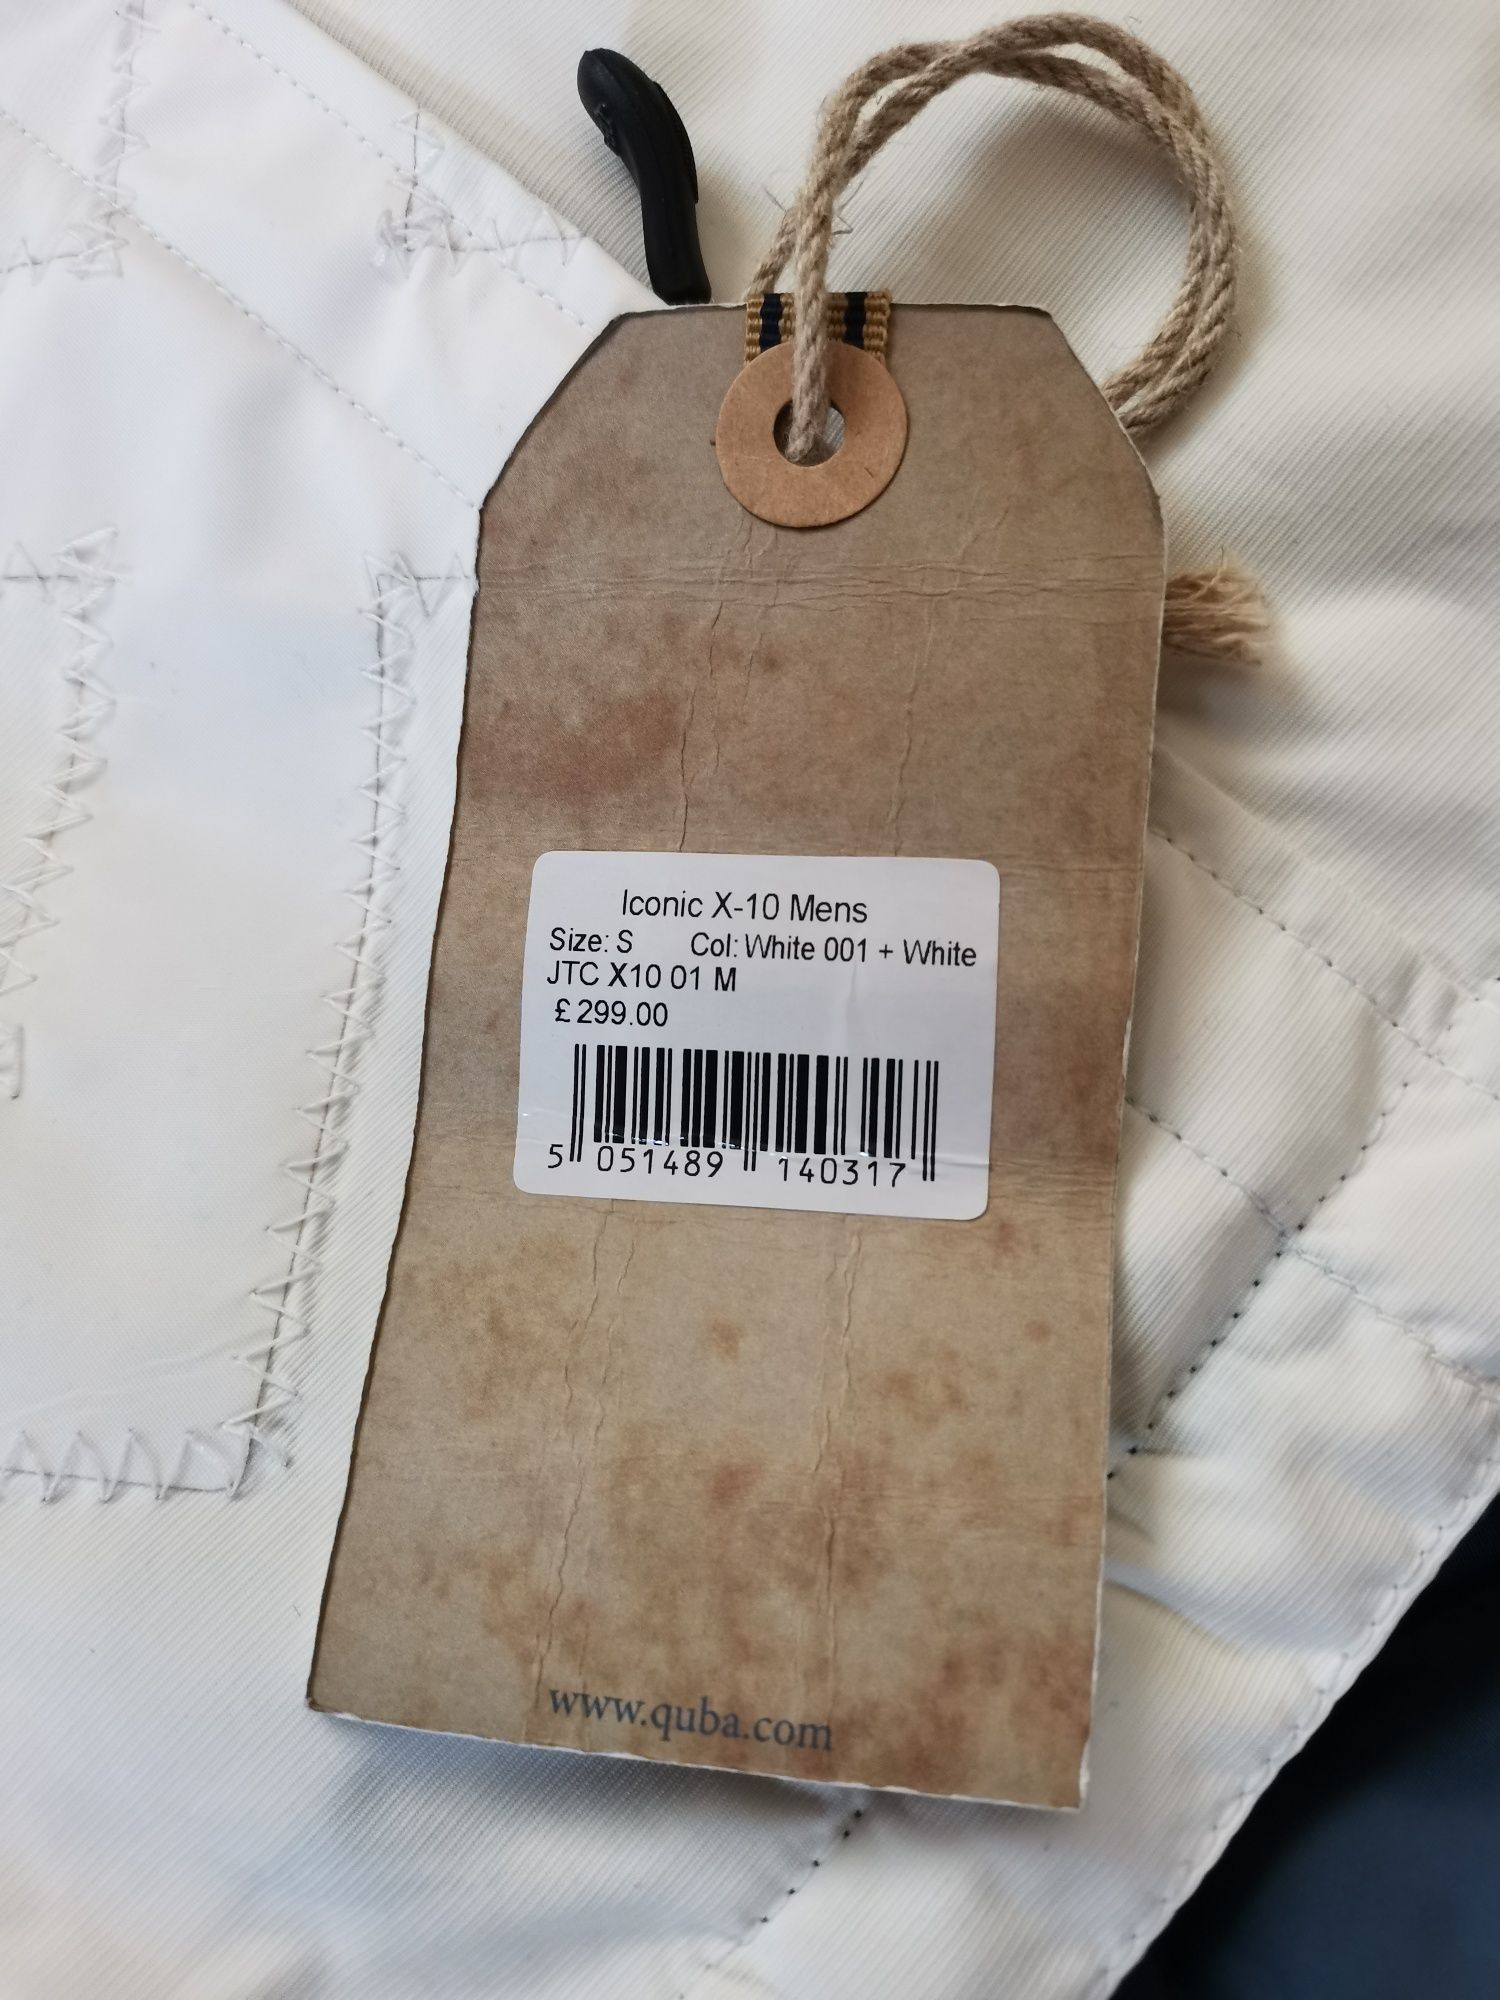 Iconic X-10 Mens
Size: S Col: White 001 + White
JTC X10 01 M
£299.00
5 051489 140317
www.quba.com